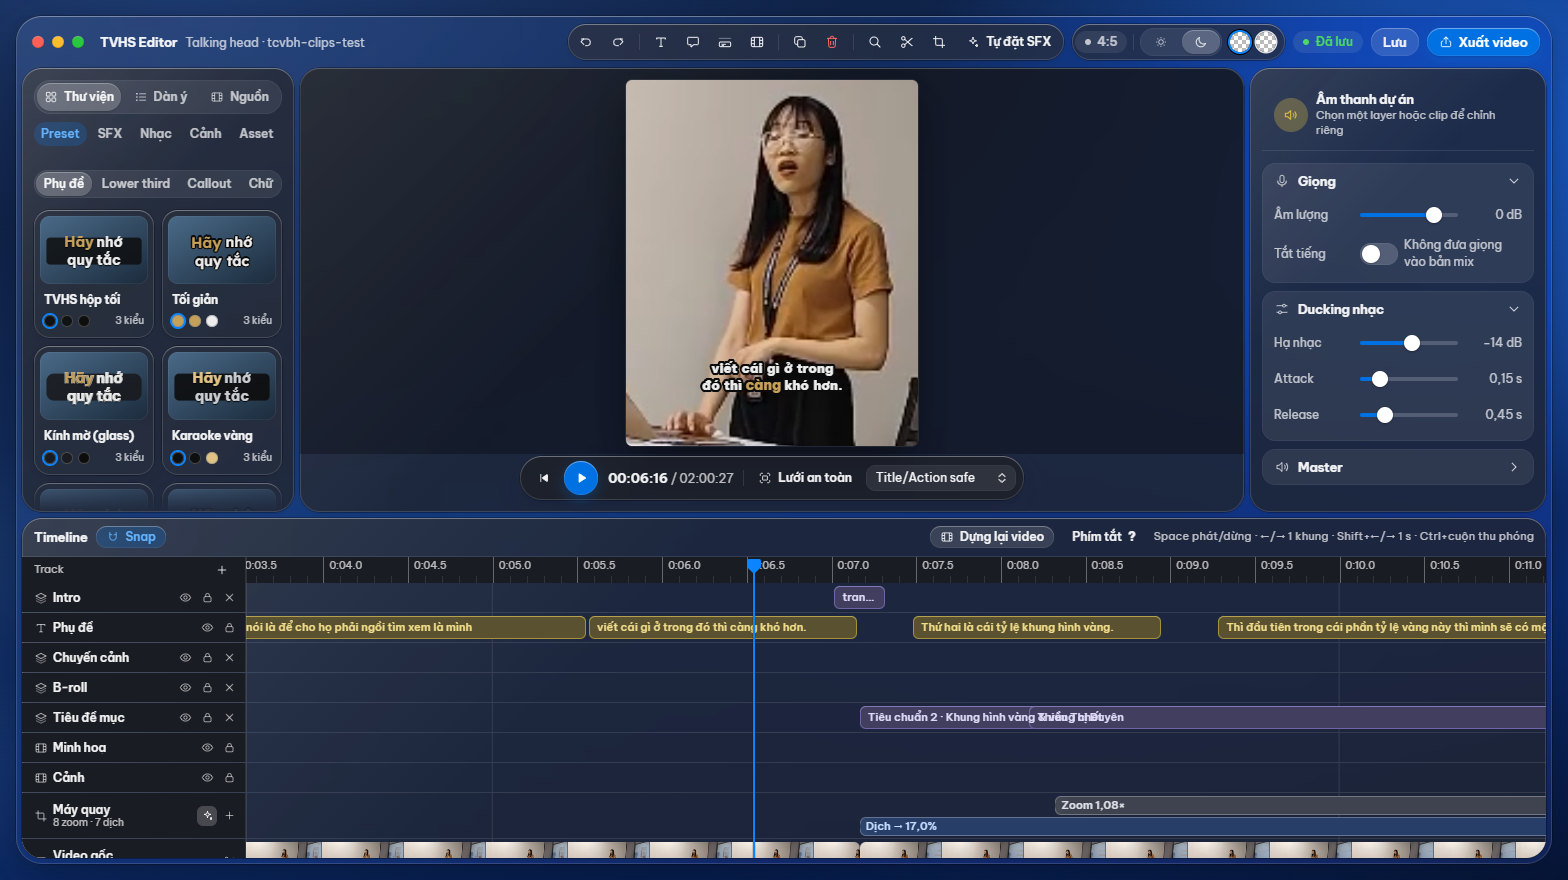 TVHS Editor Talking head · tcvbh-clips-test
Tự đặt SFX
4:5
Đã lưu
Lưu
Xuất video
Thư viện Dàn ý Nguồn
Preset SFX Nhạc Cảnh Asset
Phụ đề Lower third Callout Chữ
Hãy nhớ
quy tắc
TVHS hộp tối
3 kiểu
Hãy nhớ
quy tắc
Tối giản
3 kiểu
Hãy nhớ
quy tắc
Kính mờ (glass)
3 kiểu
Hãy nhớ
quy tắc
Karaoke vàng
3 kiểu
viết cái gì ở trong
đó thì càng khó hơn.
00:06:16 / 02:00:27
Lưới an toàn
Title/Action safe
Âm thanh dự án
Chọn một layer hoặc clip để chỉnh
riêng
Giọng
Âm lượng 0 dB
Tắt tiếng Không đưa giọng
vào bản mix
Ducking nhạc
Hạ nhạc -14 dB
Attack 0,15 s
Release 0,45 s
Master
Timeline Snap
Dựng lại video
Phím tắt ?
Space phát/dừng · ←/→ 1 khung · Shift+←/→ 1 s · Ctrl+cuộn thu phóng
Track +
0:03.5 0:04.0 0:04.5 0:05.0 0:05.5 0:06.0 0:06.5 0:07.0 0:07.5 0:08.0 0:08.5 0:09.0 0:09.5 0:10.0 0:10.5 0:11.0
Intro
tran...
Phụ đề
nói là để cho họ phải ngồi tìm xem là mình
viết cái gì ở trong đó thì càng khó hơn.
Thứ hai là cái tỷ lệ khung hình vàng.
Thì đầu tiên trong cái phần tỷ lệ vàng này thì mình sẽ có
Chuyển cảnh
B-roll
Tiêu đề mục
Tiêu chuẩn 2 · Khung hình vàng
Minh hoạ
Cảnh
Máy quay
8 zoom · 7 dịch
Zoom 1,08×
Dịch → 17,0%
Video gốc